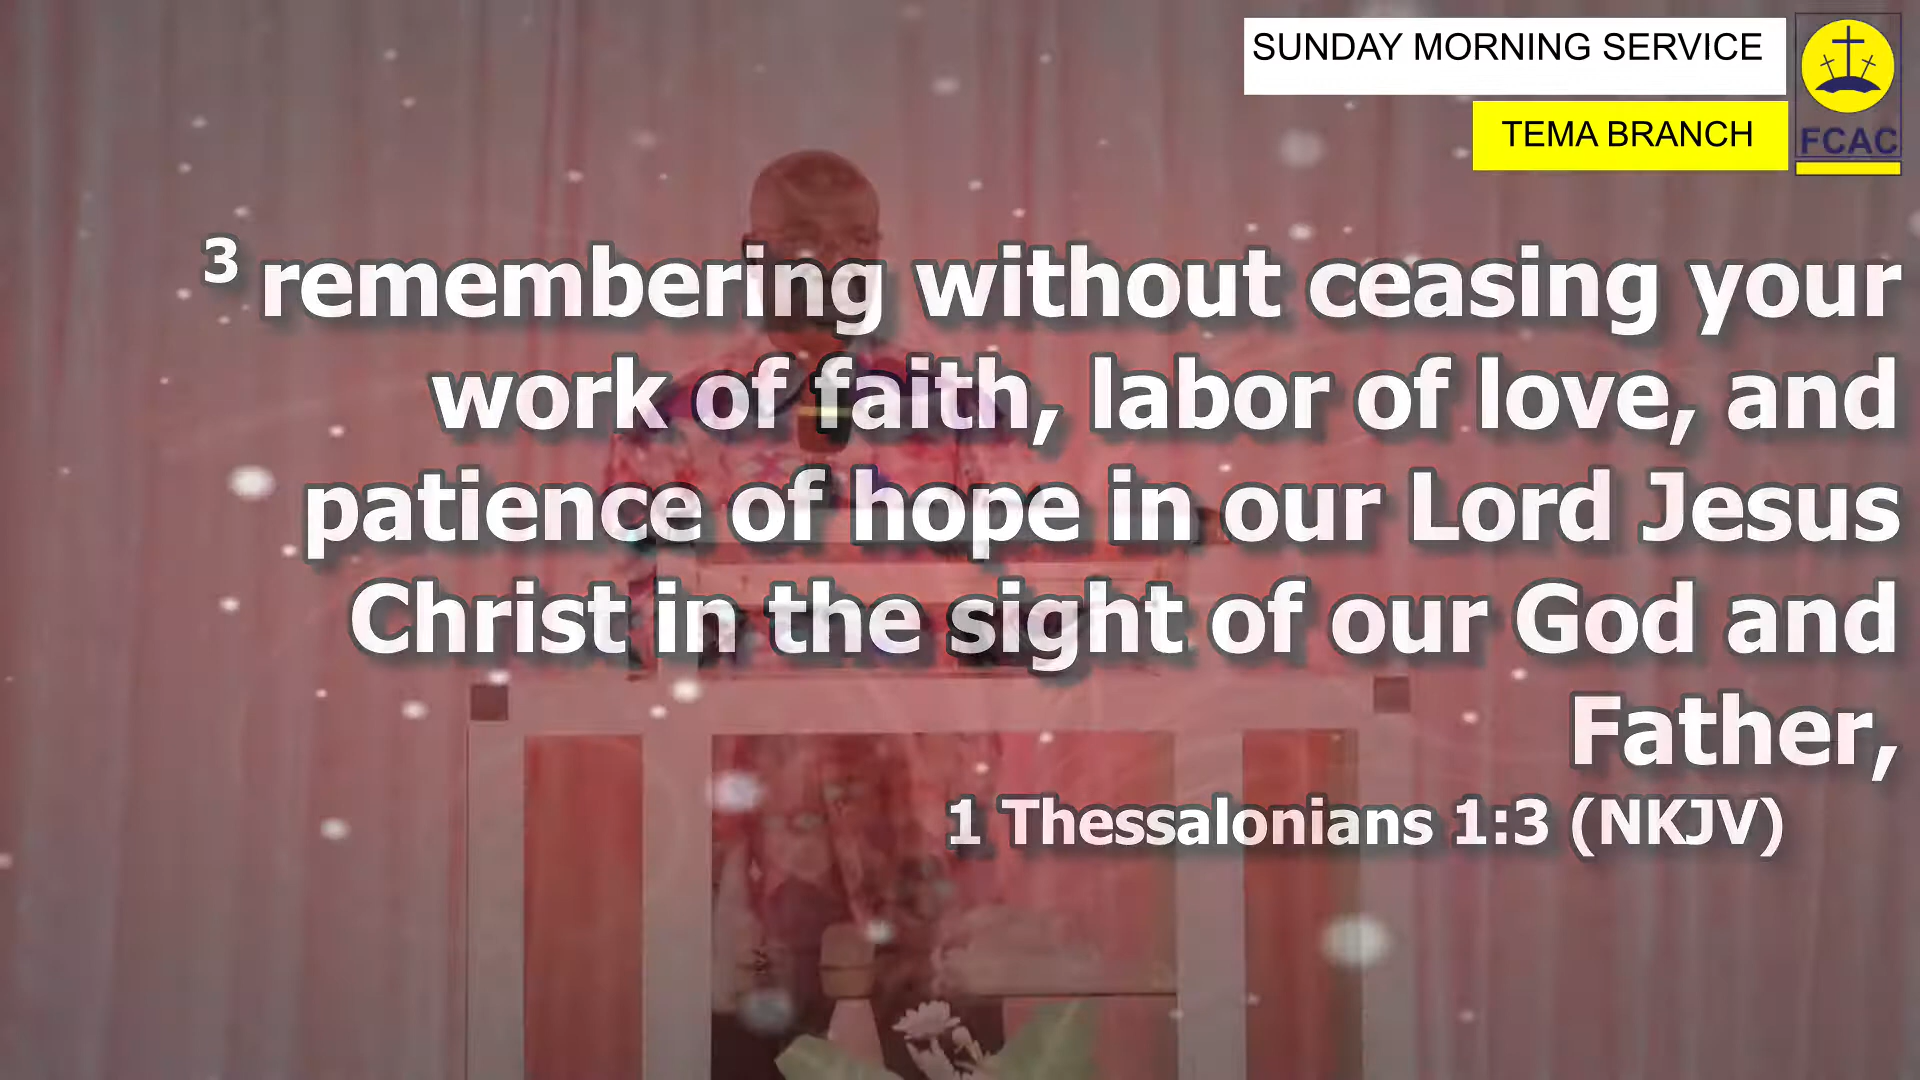 SUNDAY MORNING SERVICE
TEMA BRANCH
FCAC
3 remembering without ceasing your
work of faith, labor of love, and
patience of hope in our Lord Jesus
Christ in the sight of our God and
Father,
1 Thessalonians 1:3 (NKJV)